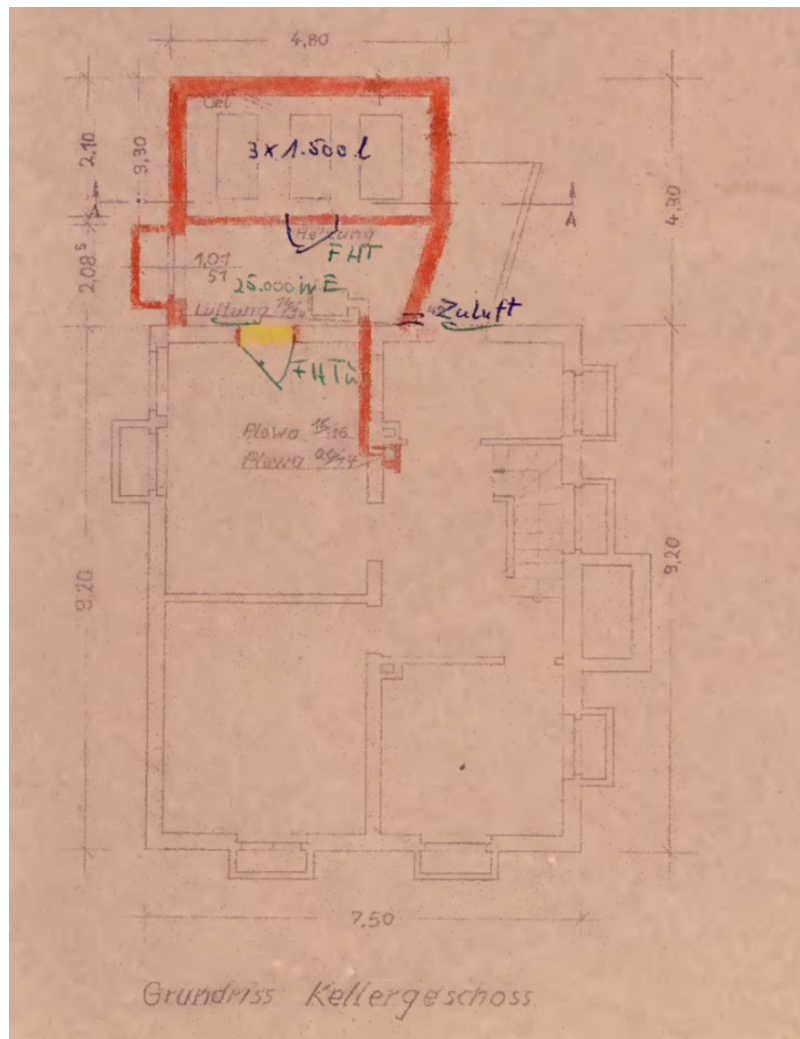 4,80
Oel
3 x 1.500 l
2.10
3,30
4,30
A
A
Heizung
FHT
1,01
51
2,08⁵
25.000 WE
Lüftung
Zuluft
FHTü
Plewa 16/16
Plewa
9,20
9,20
7,50
Grundriss Kellergeschoss